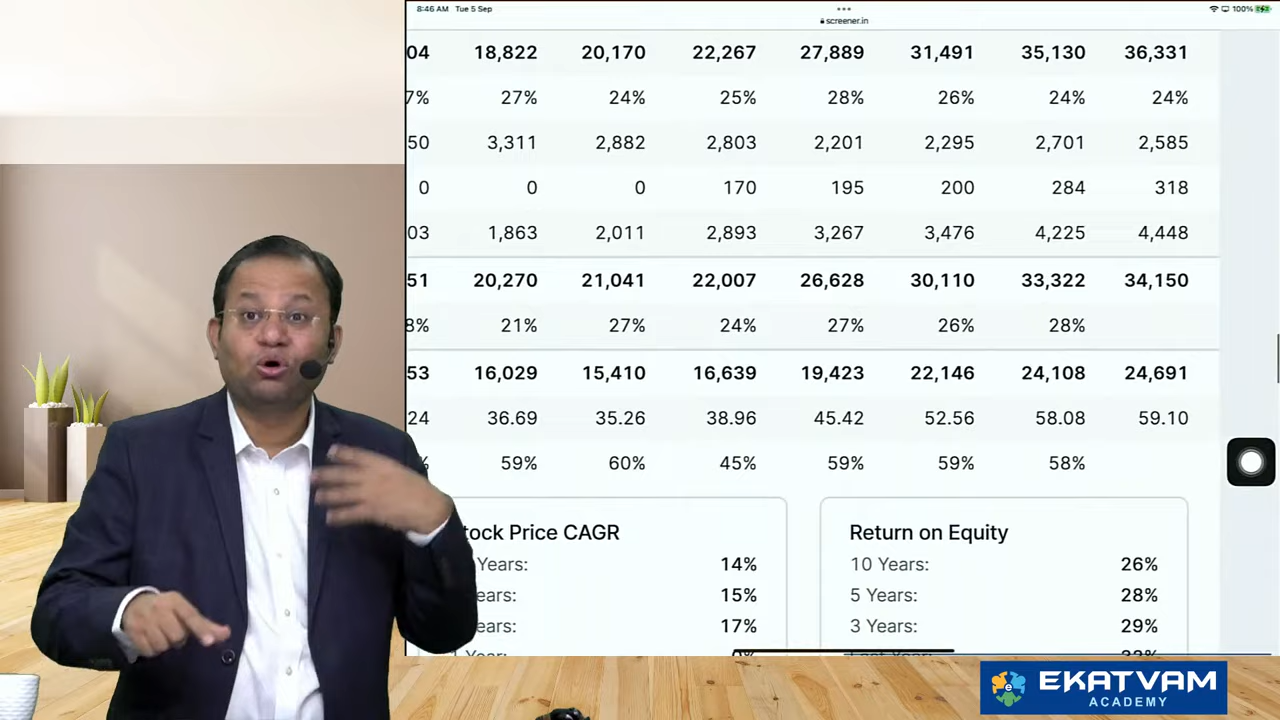 8:46 AM Tue 5 Sep
100%
screener.in
04 18,822 20,170 22,267 27,889 31,491 35,130 36,331
7% 27% 24% 25% 28% 26% 24% 24%
50 3,311 2,882 2,803 2,201 2,295 2,701 2,585
0 0 0 170 195 200 284 318
03 1,863 2,011 2,893 3,267 3,476 4,225 4,448
51 20,270 21,041 22,007 26,628 30,110 33,322 34,150
8% 21% 27% 24% 27% 26% 28%
53 16,029 15,410 16,639 19,423 22,146 24,108 24,691
24 36.69 35.26 38.96 45.42 52.56 58.08 59.10
% 59% 60% 45% 59% 59% 58%
tock Price CAGR
Years: 14%
ears: 15%
ears: 17%
Return on Equity
10 Years: 26%
5 Years: 28%
3 Years: 29%
EKATVAM
ACADEMY